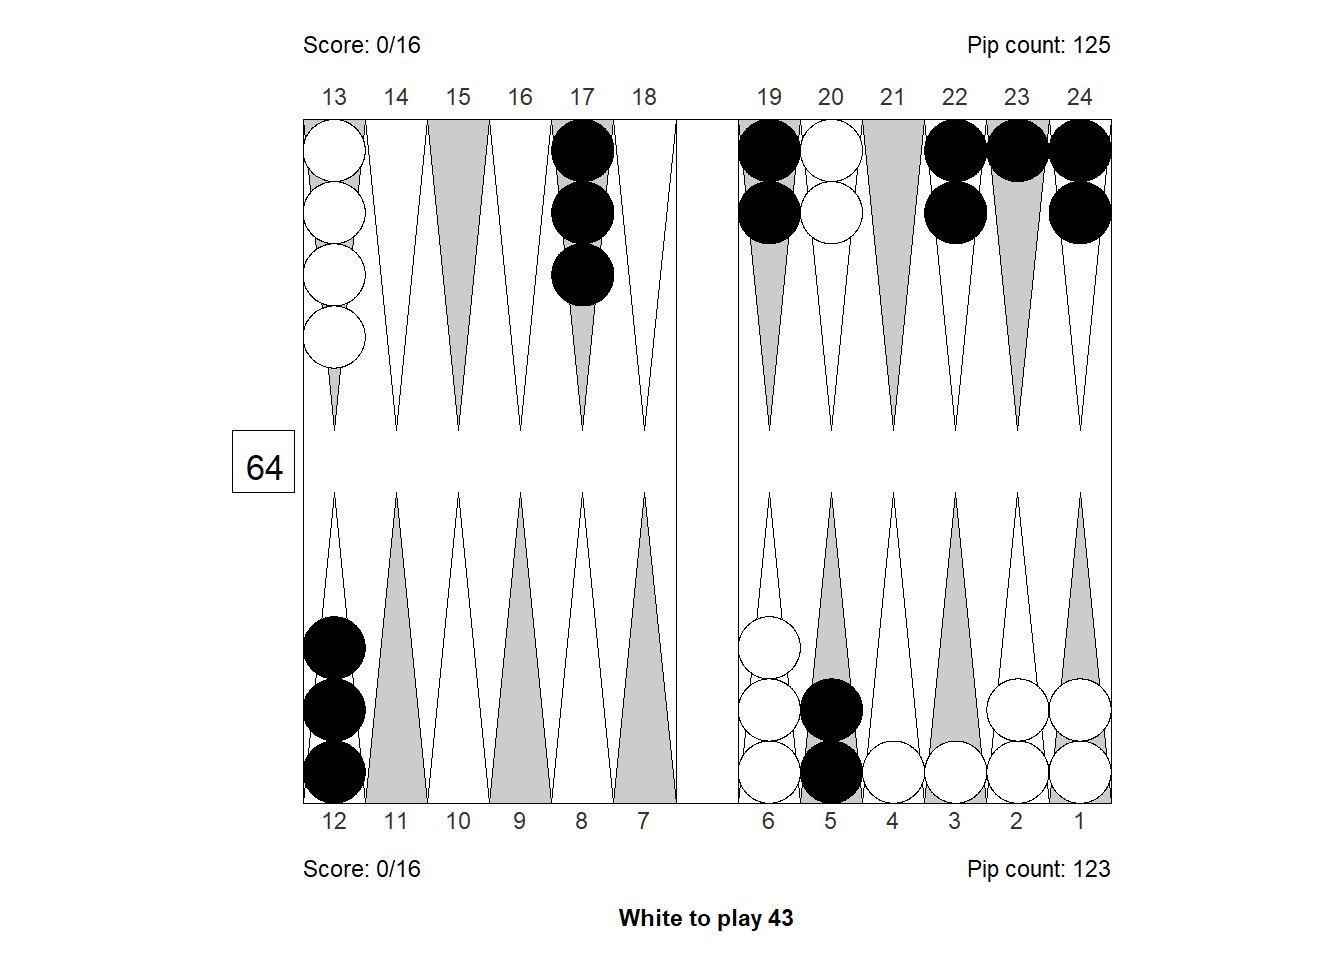 Score: 0/16 Pip count: 125
13 14 15 16 17 18 19 20 21 22 23 24
64
12 11 10 9 8 7 6 5 4 3 2 1
Score: 0/16 Pip count: 123
White to play 43